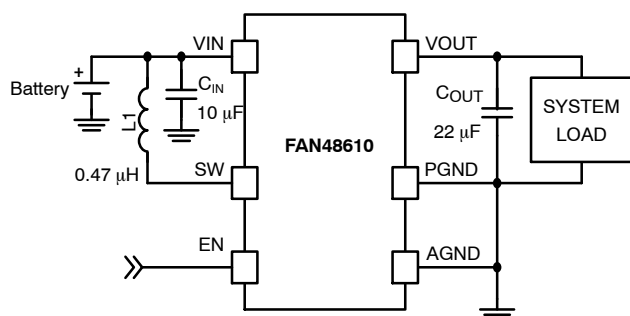 VIN
VOUT
+
Battery
CIN
10 μF
L1
COUT
22 μF
SYSTEM
LOAD
FAN48610
0.47 μH
SW
PGND
EN
AGND